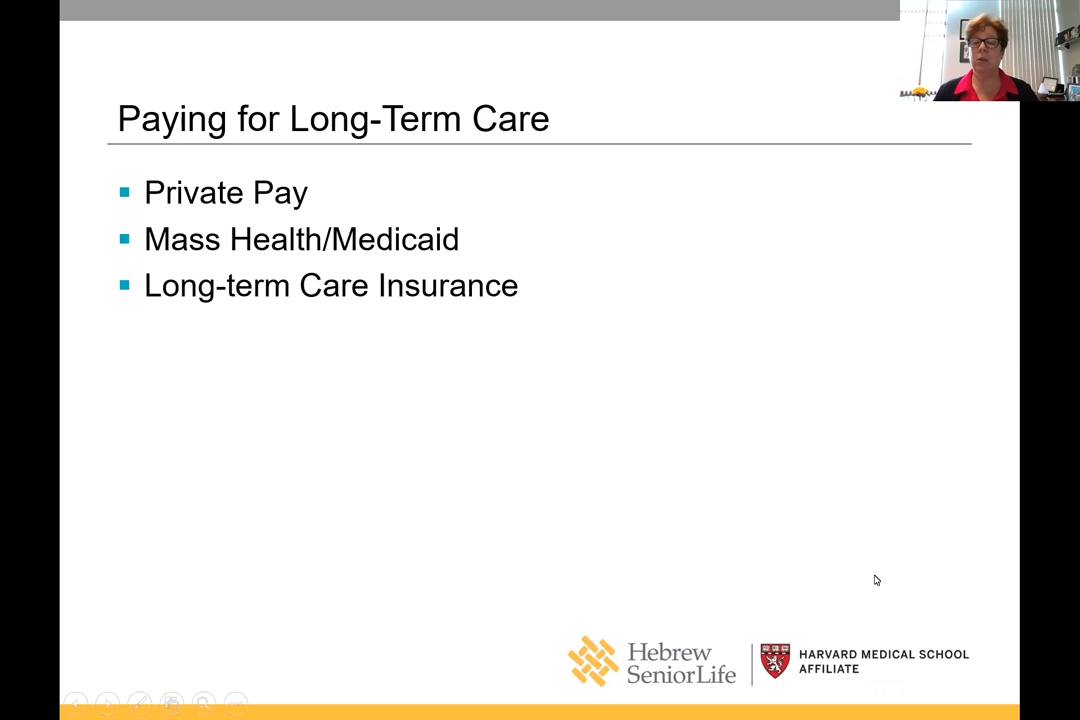 Paying for Long-Term Care
Private Pay
Mass Health/Medicaid
Long-term Care Insurance
Hebrew
SeniorLife
HARVARD MEDICAL SCHOOL
AFFILIATE